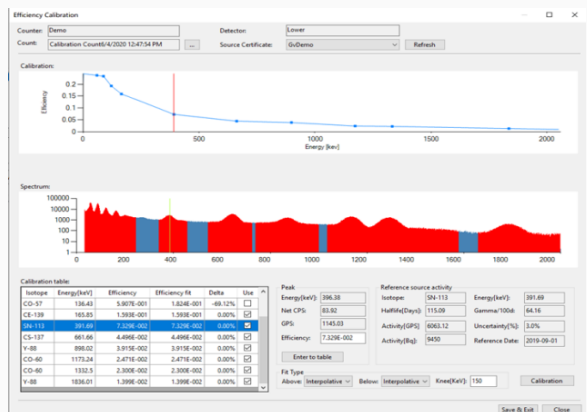 Efficiency Calibration
Counter: Demo Detector: Lower
Count: Calibration Count6/4/2020 12:47:54 PM ... Source Certificate: GvDemo Refresh
Calibration:
Efficiency
0.2
0.15
0.1
0.05
0
0 500 1000 1500 2000
Energy [kev]
Spectrum:
100000
10000
1000
100
10
1
0 200 400 600 800 1000 1200 1400 1600 1800 2000
Calibration table:
Isotope Energy[keV] Efficiency Efficiency fit Delta Use
CO-57 136.43 5.907E-001 1.824E-001 -69.12%
CE-139 165.85 1.593E-001 1.593E-001 0.00%
SN-113 391.69 7.329E-002 7.329E-002 0.00%
CS-137 661.66 4.496E-002 4.496E-002 0.00%
Y-88 898.02 3.915E-002 3.915E-002 0.00%
CO-60 1173.24 2.471E-002 2.471E-002 0.00%
CO-60 1332.5 2.300E-002 2.300E-002 0.00%
Y-88 1836.01 1.399E-002 1.399E-002 0.00%
Peak
Energy[keV]: 396.38
Net CPS: 83.92
GPS: 1145.03
Efficiency: 7.329E-002
Enter to table
Reference source activity
Isotope: SN-113 Energy[keV]: 391.69
Halflife[Days]: 115.09 Gamma/100d: 64.16
Activity[GPS] 6063.12 Uncertainty[%]: 3.0%
Activity[Bq]: 9450 Reference Date: 2019-09-01
Fit Type
Above: Interpolative Below: Interpolative Knee[KeV]: 150 Calibration
Save & Exit Close